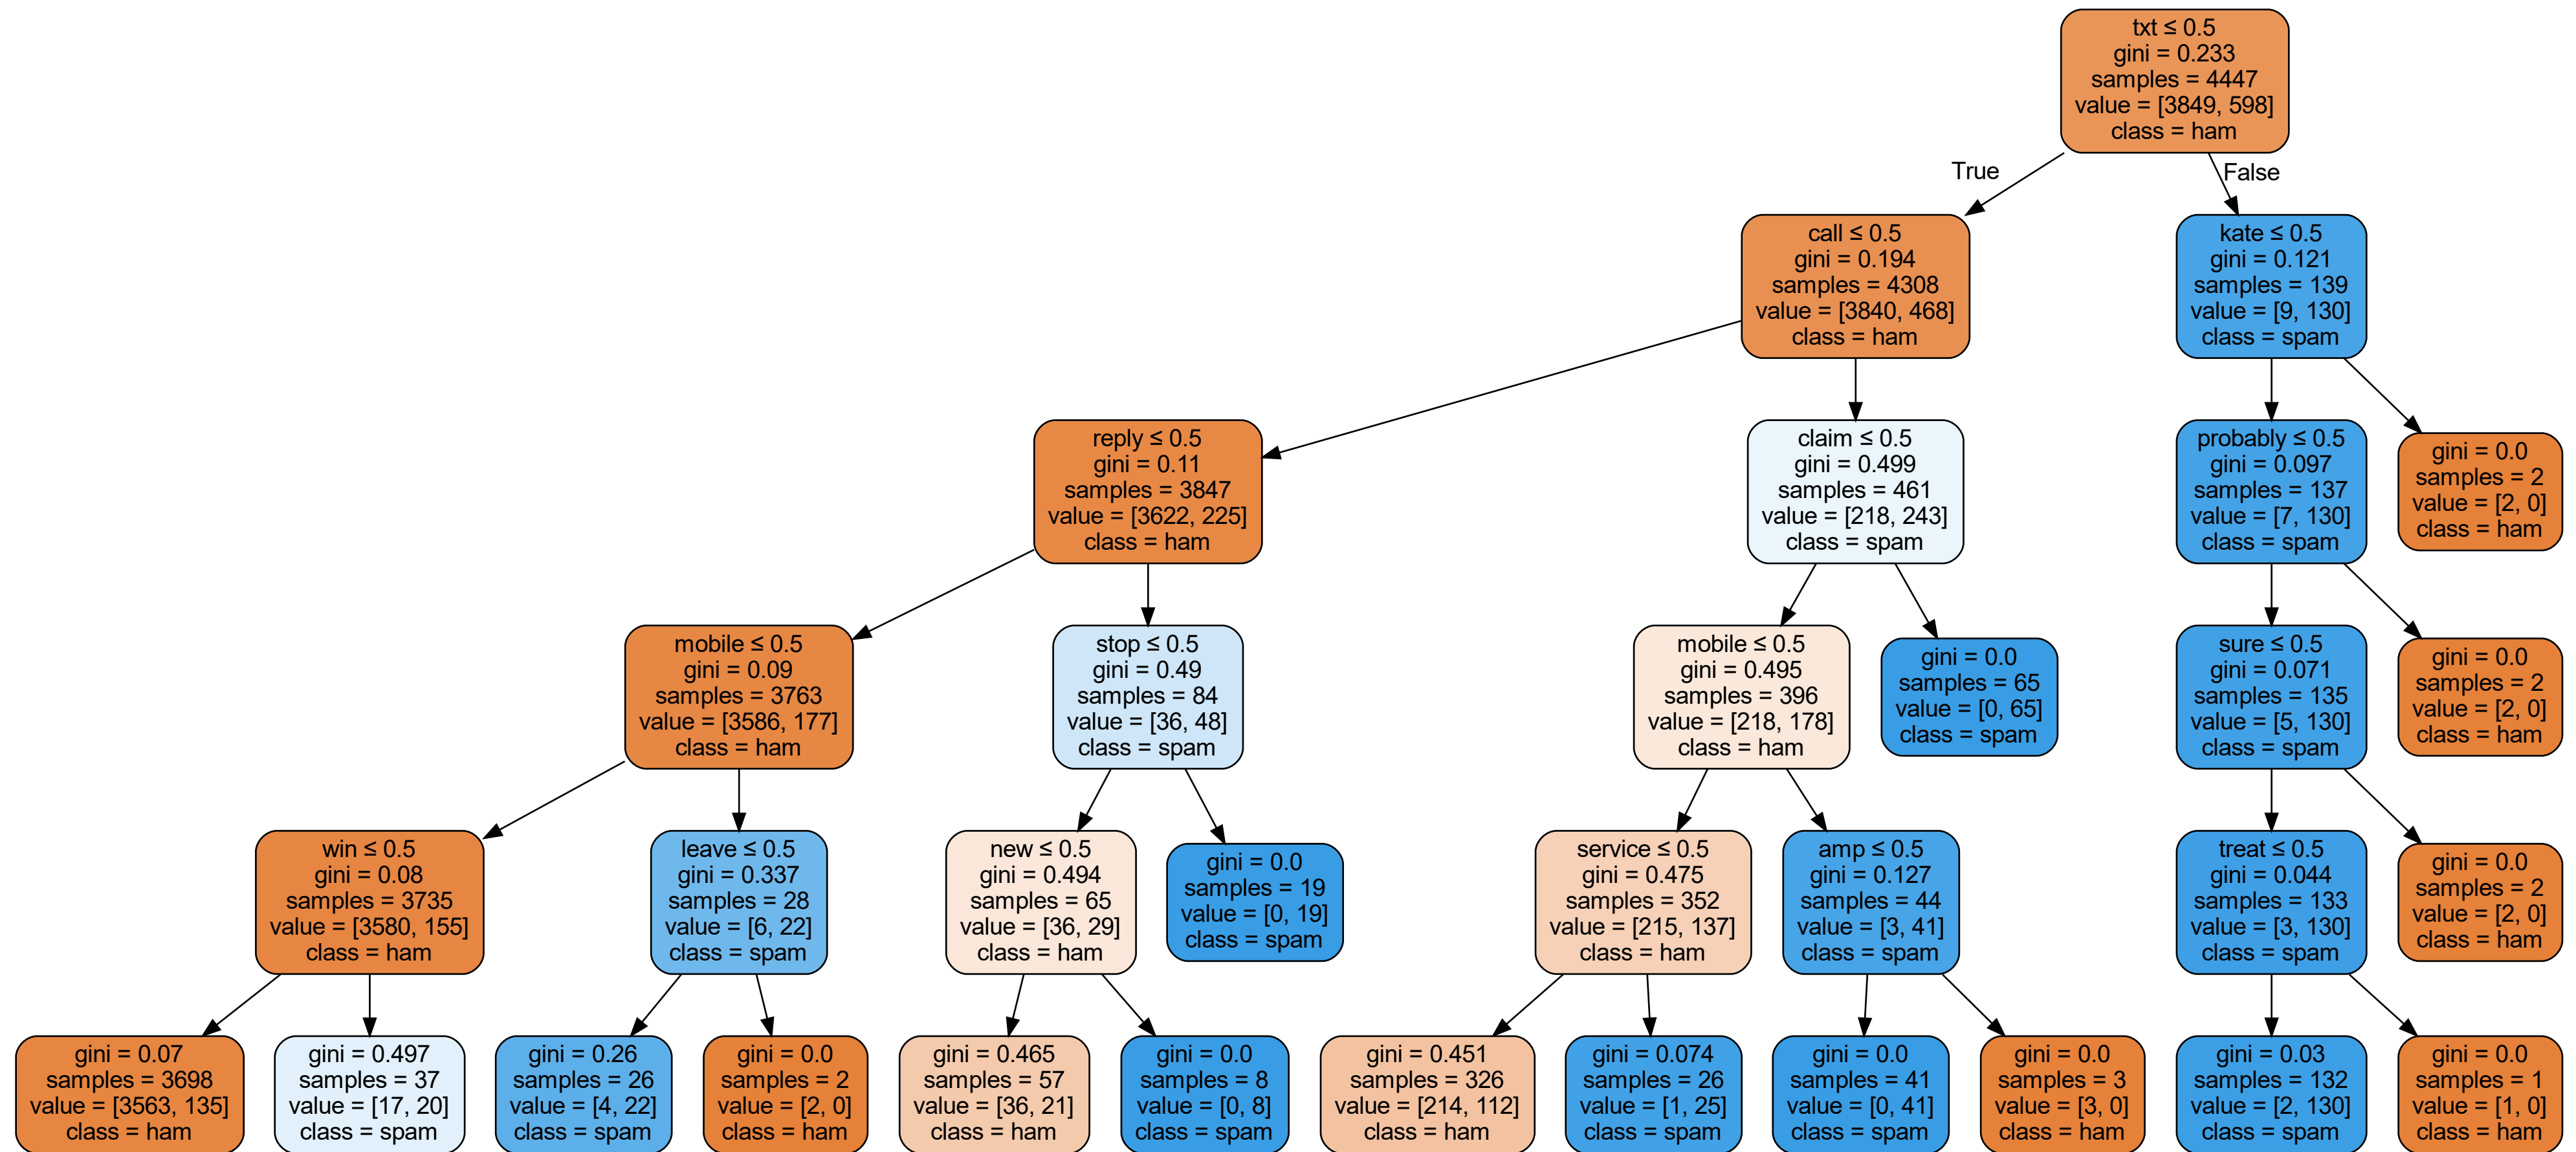 txt ≤ 0.5
gini = 0.233
samples = 4447
value = [3849, 598]
class = ham
True
False
call ≤ 0.5
gini = 0.194
samples = 4308
value = [3840, 468]
class = ham
kate ≤ 0.5
gini = 0.121
samples = 139
value = [9, 130]
class = spam
reply ≤ 0.5
gini = 0.11
samples = 3847
value = [3622, 225]
class = ham
claim ≤ 0.5
gini = 0.499
samples = 461
value = [218, 243]
class = spam
probably ≤ 0.5
gini = 0.097
samples = 137
value = [7, 130]
class = spam
gini = 0.0
samples = 2
value = [2, 0]
class = ham
mobile ≤ 0.5
gini = 0.09
samples = 3763
value = [3586, 177]
class = ham
stop ≤ 0.5
gini = 0.49
samples = 84
value = [36, 48]
class = spam
mobile ≤ 0.5
gini = 0.495
samples = 396
value = [218, 178]
class = ham
gini = 0.0
samples = 65
value = [0, 65]
class = spam
sure ≤ 0.5
gini = 0.071
samples = 135
value = [5, 130]
class = spam
gini = 0.0
samples = 2
value = [2, 0]
class = ham
win ≤ 0.5
gini = 0.08
samples = 3735
value = [3580, 155]
class = ham
leave ≤ 0.5
gini = 0.337
samples = 28
value = [6, 22]
class = spam
new ≤ 0.5
gini = 0.494
samples = 65
value = [36, 29]
class = ham
gini = 0.0
samples = 19
value = [0, 19]
class = spam
service ≤ 0.5
gini = 0.475
samples = 352
value = [215, 137]
class = ham
amp ≤ 0.5
gini = 0.127
samples = 44
value = [3, 41]
class = spam
treat ≤ 0.5
gini = 0.044
samples = 133
value = [3, 130]
class = spam
gini = 0.0
samples = 2
value = [2, 0]
class = ham
gini = 0.07
samples = 3698
value = [3563, 135]
class = ham
gini = 0.497
samples = 37
value = [17, 20]
class = spam
gini = 0.26
samples = 26
value = [4, 22]
class = spam
gini = 0.0
samples = 2
value = [2, 0]
class = ham
gini = 0.465
samples = 57
value = [36, 21]
class = ham
gini = 0.0
samples = 8
value = [0, 8]
class = spam
gini = 0.451
samples = 326
value = [214, 112]
class = ham
gini = 0.074
samples = 26
value = [1, 25]
class = spam
gini = 0.0
samples = 41
value = [0, 41]
class = spam
gini = 0.0
samples = 3
value = [3, 0]
class = ham
gini = 0.03
samples = 132
value = [2, 130]
class = spam
gini = 0.0
samples = 1
value = [1, 0]
class = ham